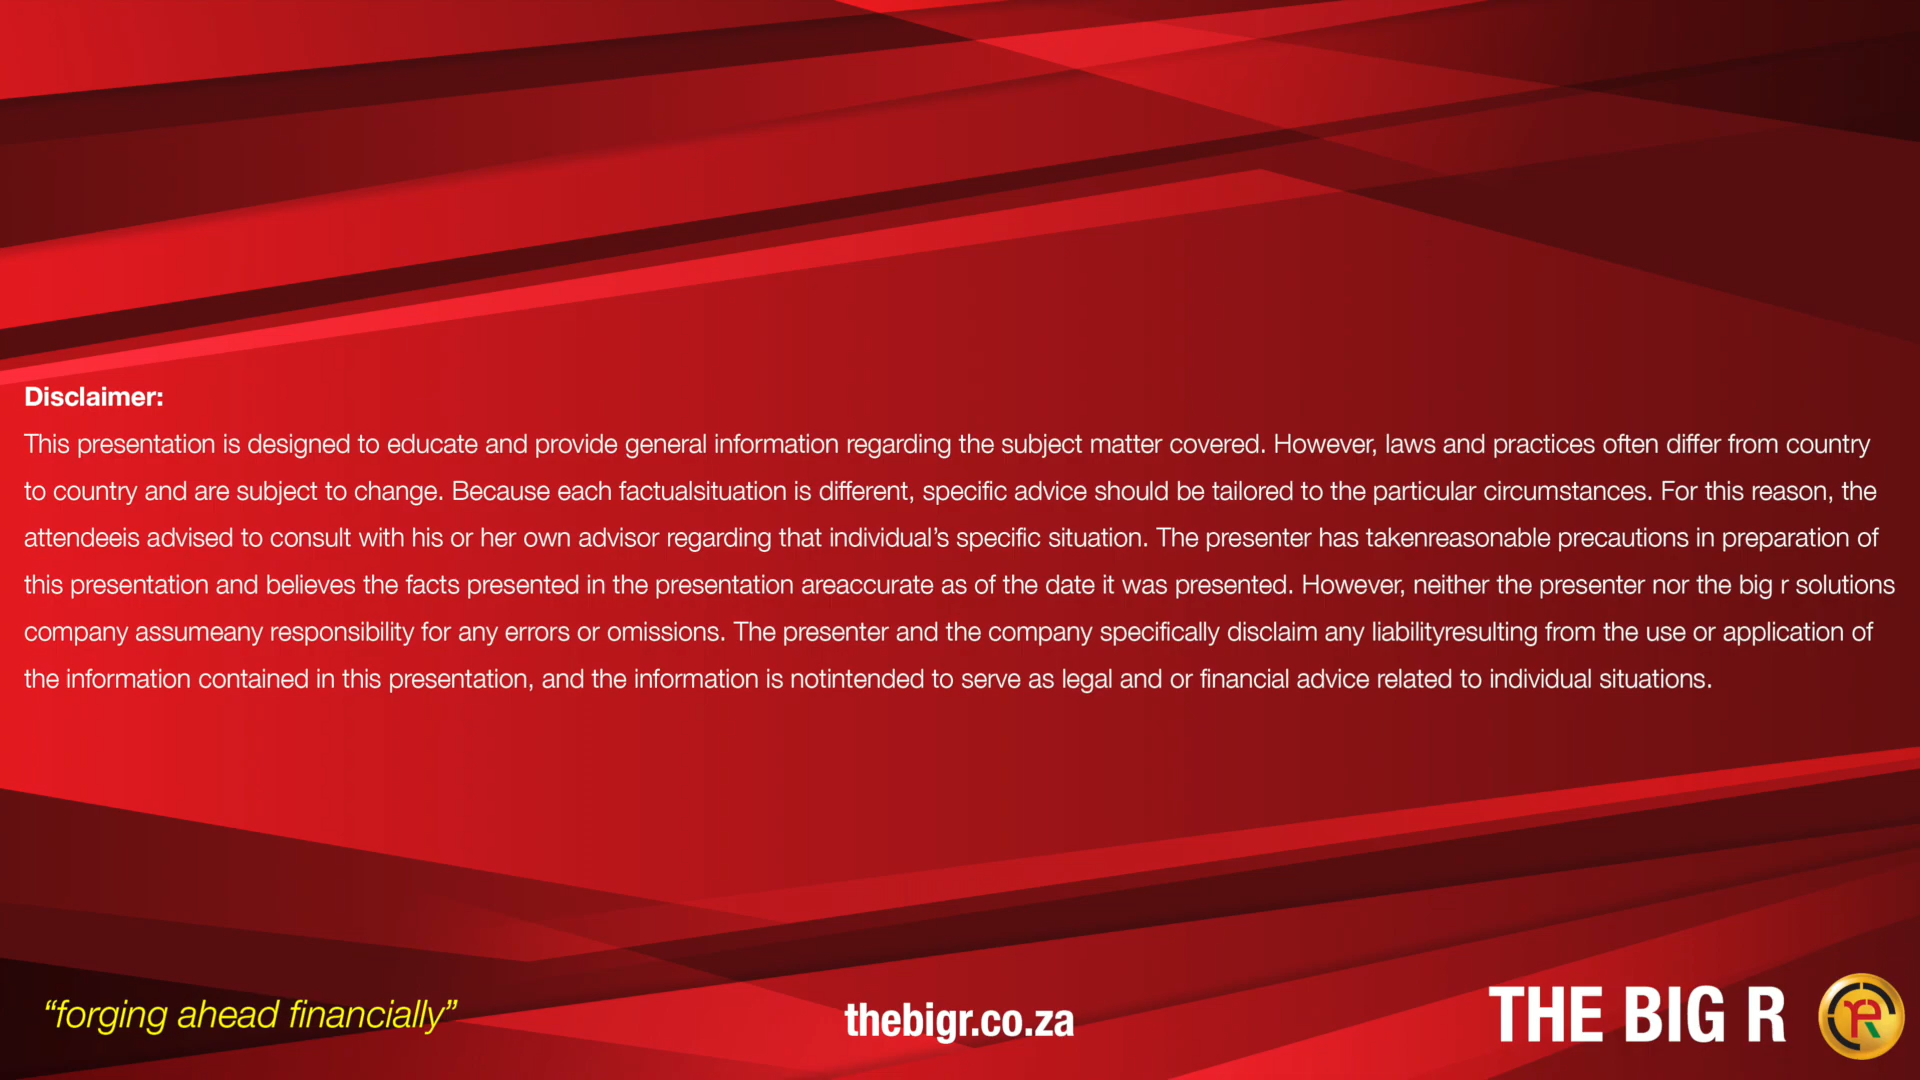 Disclaimer:
This presentation is designed to educate and provide general information regarding the subject matter covered. However, laws and practices often differ from country
to country and are subject to change. Because each factualsituation is different, specific advice should be tailored to the particular circumstances. For this reason, the
attendeeis advised to consult with his or her own advisor regarding that individual’s specific situation. The presenter has takenreasonable precautions in preparation of
this presentation and believes the facts presented in the presentation areaccurate as of the date it was presented. However, neither the presenter nor the big r solutions
company assumeany responsibility for any errors or omissions. The presenter and the company specifically disclaim any liabilityresulting from the use or application of
the information contained in this presentation, and the information is notintended to serve as legal and or financial advice related to individual situations.
“forging ahead financially”
thebigr.co.za
THE BIG R